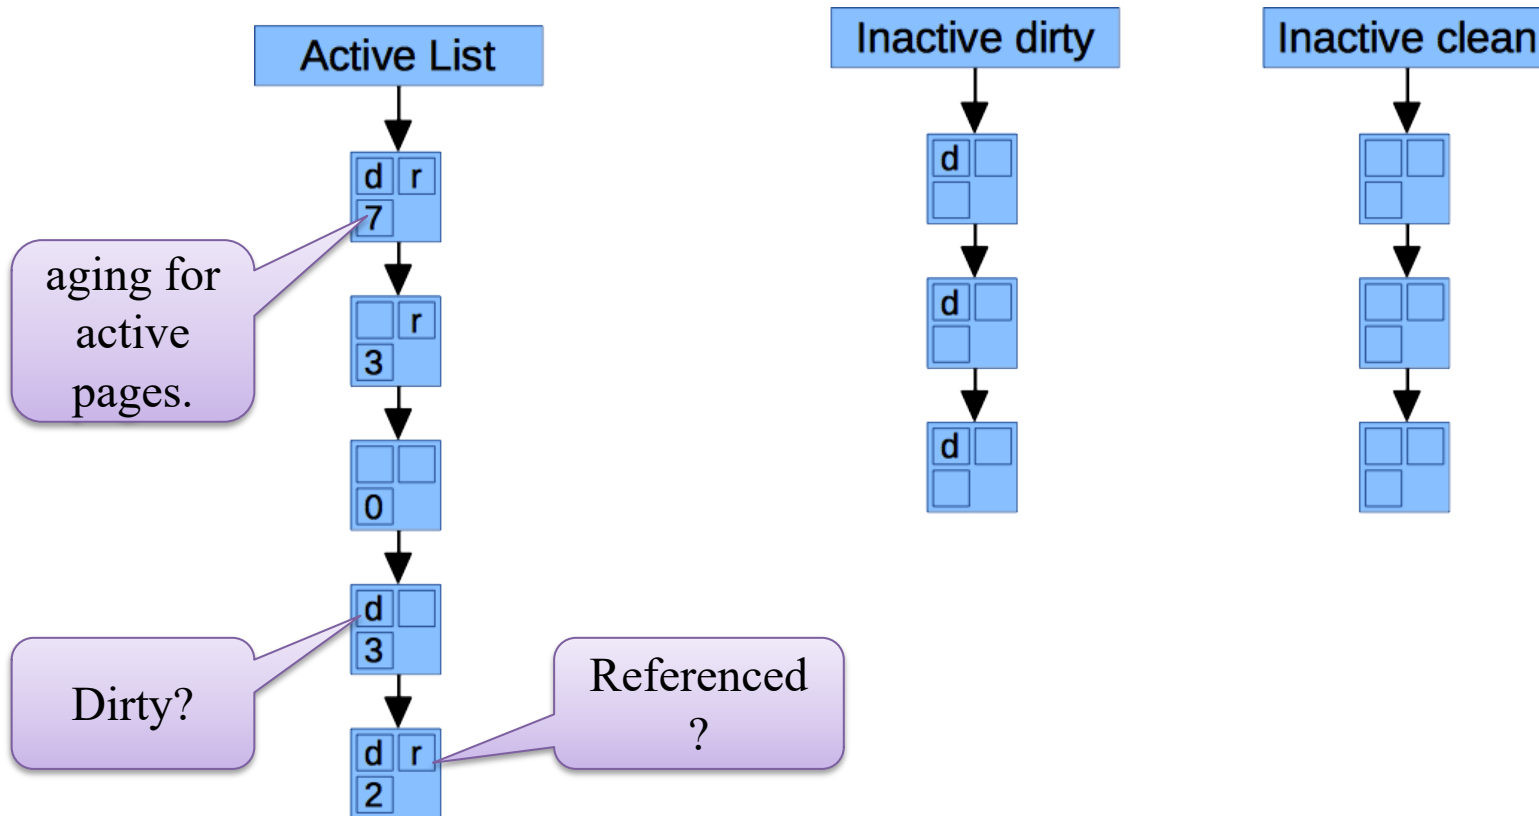 Active List
Inactive dirty
Inactive clean
d r
7
aging for
active
pages.
r
3
0
d
3
Dirty?
d r
2
Referenced
?
d
d
d